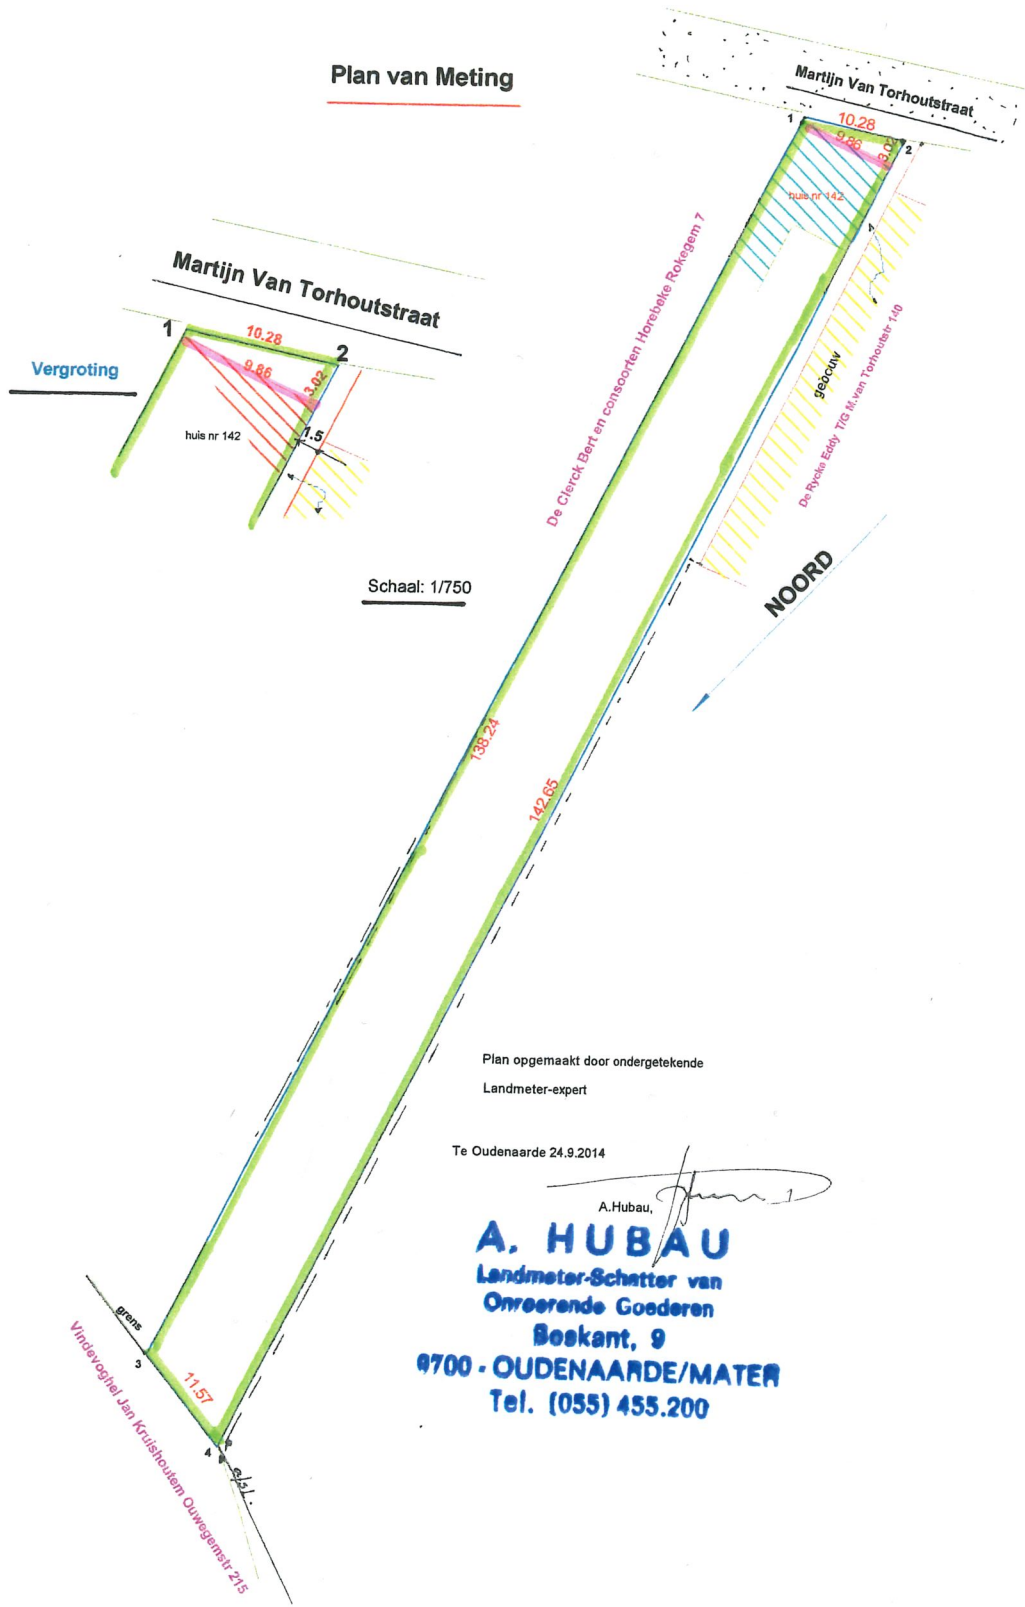 Plan van Meting
Martijn Van Torhoutstraat
1
10.28
9.86
3.02
2
huis nr 142
De Clerck Bert en consoorten Horebeke Rokegem 7
gebouw
De Rycke Eddy T/G M.van Torhoutstr 140
Martijn Van Torhoutstraat
1
10.28
2
9.86
3.02
Vergroting
huis nr 142
1.5
Schaal: 1/750
NOORD
138.24
142.65
Plan opgemaakt door ondergetekende
Landmeter-expert
Te Oudenaarde 24.9.2014
A.Hubau,
A. HUBAU
Landmeter-Schatter van
Onroerende Goederen
Boskant, 9
9700 - OUDENAARDE/MATER
Tel. (055) 455.200
grens
3
11.57
4
Vindevoghel Jan Kruishoutem Ouwegemstr 215